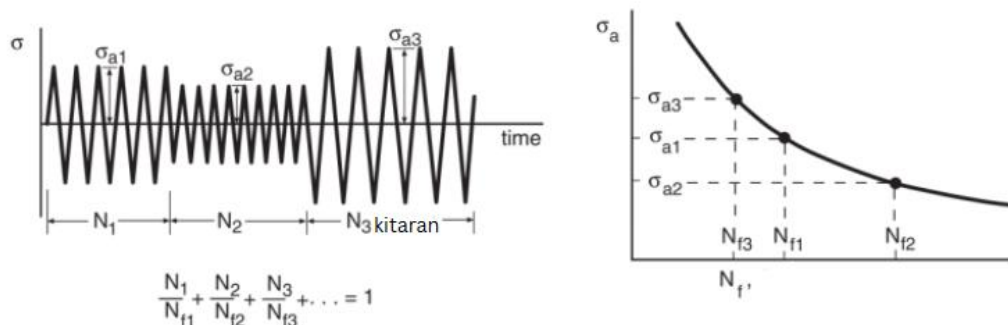 σ
σa1
σa2
σa3
time
N1
N2
N3 kitaran
N1/Nf1 + N2/Nf2 + N3/Nf3 + . . . = 1
σa
σa3
σa1
σa2
Nf3
Nf1
Nf2
Nf,